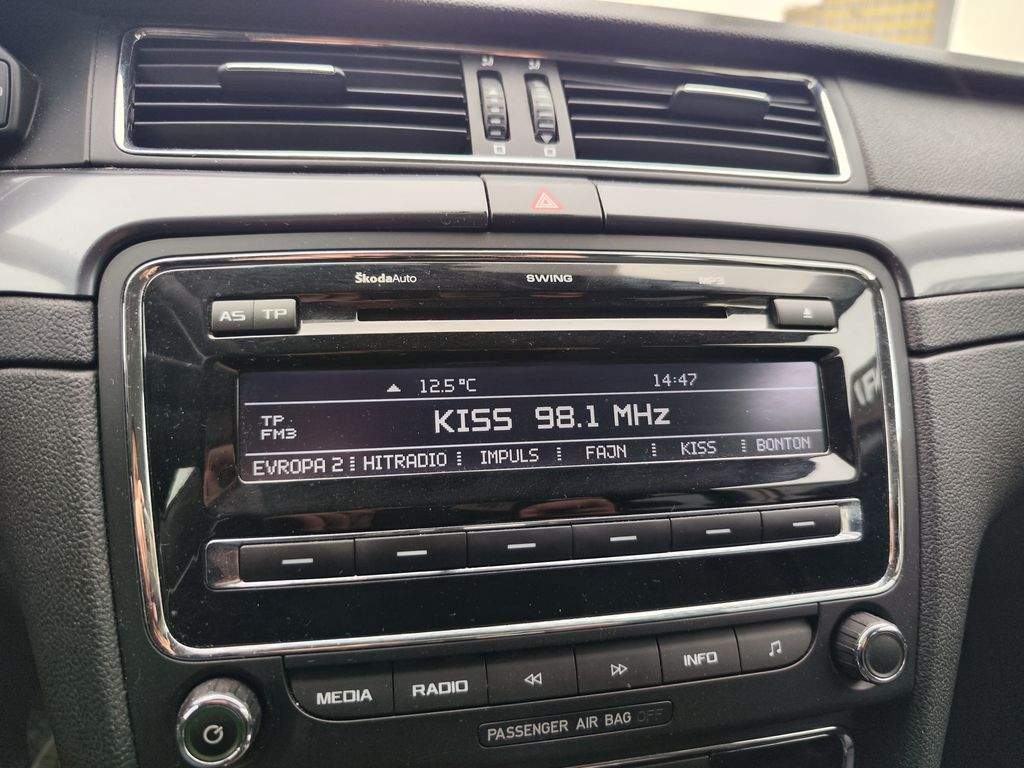 ŠkodaAuto SWING MP3
AS TP
12.5°C 14:47
TP
FM3
KISS 98.1 MHz
EVROPA 2 HITRADIO IMPULS FAJN KISS BONTON
MEDIA RADIO INFO
PASSENGER AIR BAG OFF